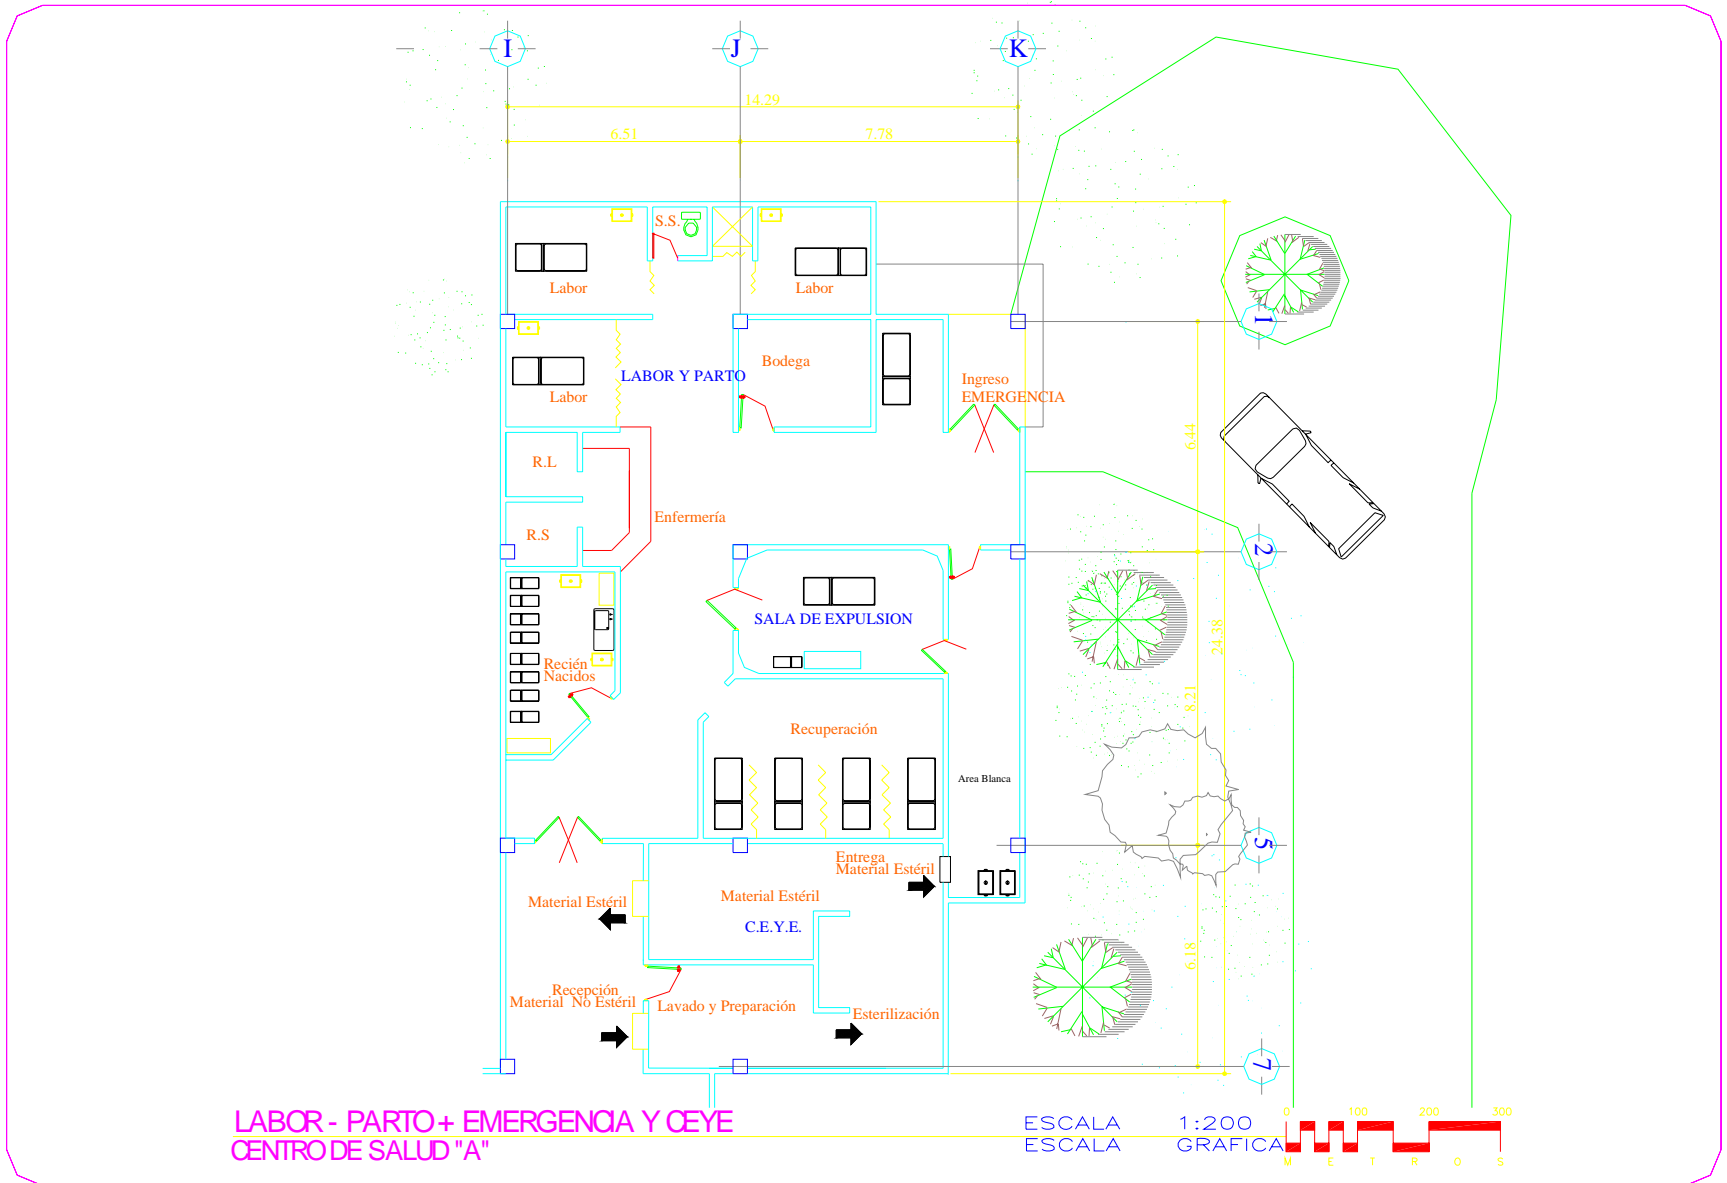 I
J
K
14.29
6.51
7.78
S.S.
Labor
Labor
1
Bodega
LABOR Y PARTO
Ingreso
EMERGENCIA
Labor
6.44
R.L
Enfermería
R.S
2
SALA DE EXPULSION
24.38
Recién
Nacidos
8.21
Recuperación
Area Blanca
5
Entrega
Material Estéril
Material Estéril
Material Estéril
C.E.Y.E.
6.18
Recepción
Material No Estéril
Lavado y Preparación
Esterilización
7
LABOR - PARTO + EMERGENCIA Y CEYE
CENTRO DE SALUD "A"
ESCALA 1:200
ESCALA GRAFICA
0 100 200 300
M E T R O S